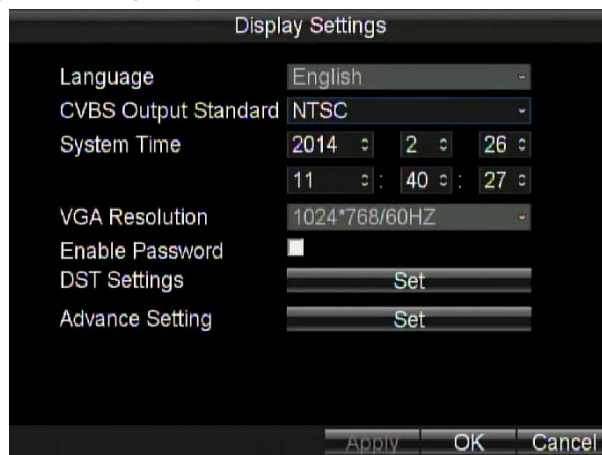 Display Settings
Language English
CVBS Output Standard NTSC
System Time 2014 2 26
11 : 40 : 27
VGA Resolution 1024*768/60HZ
Enable Password
DST Settings Set
Advance Setting Set
Apply OK Cancel